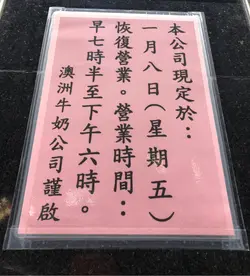 本公司現定於：
一月八日(星期五)
恢復營業。營業時間：
早七時半至下午六時。
澳洲牛奶公司謹啟